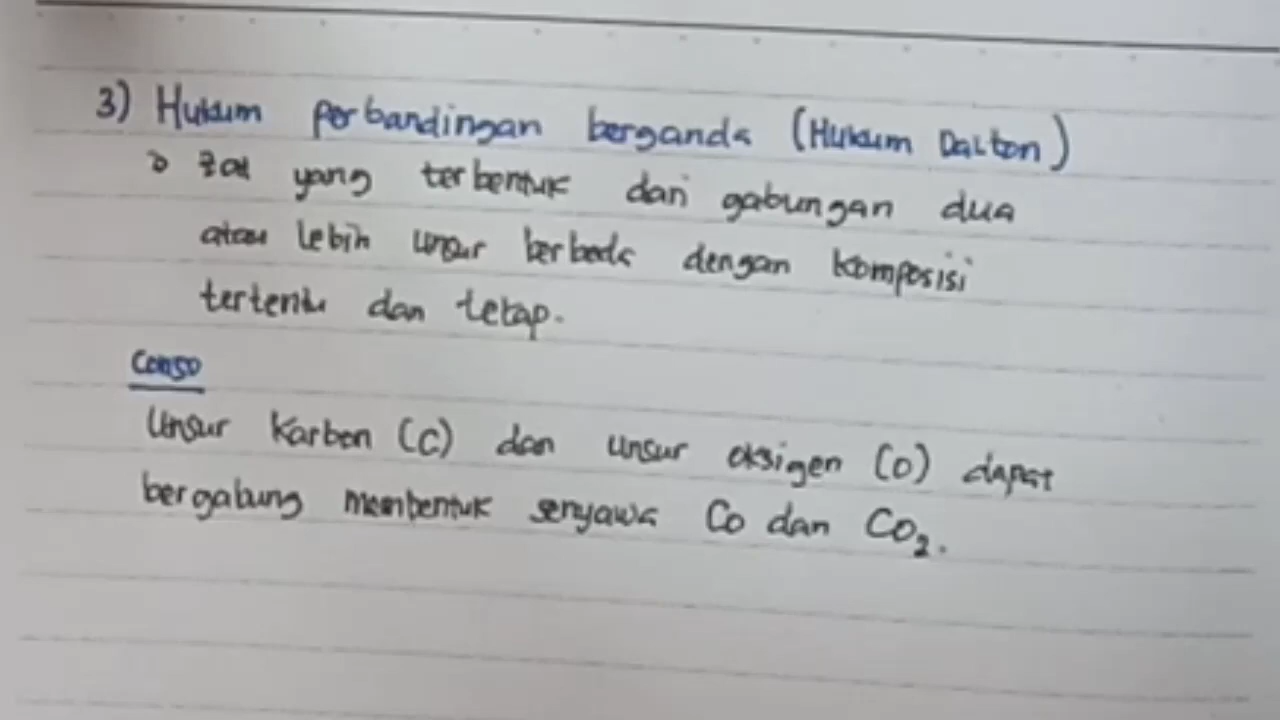 3) Hukum perbandingan berganda (Hukum Dalton)
zat yang terbentuk dari gabungan dua
atau lebih unsur berbeda dengan komposisi
tertentu dan tetap.
Unsur Karbon (C) dan unsur oksigen (O) dapat
bergabung membentuk senyawa Co dan CO₂.